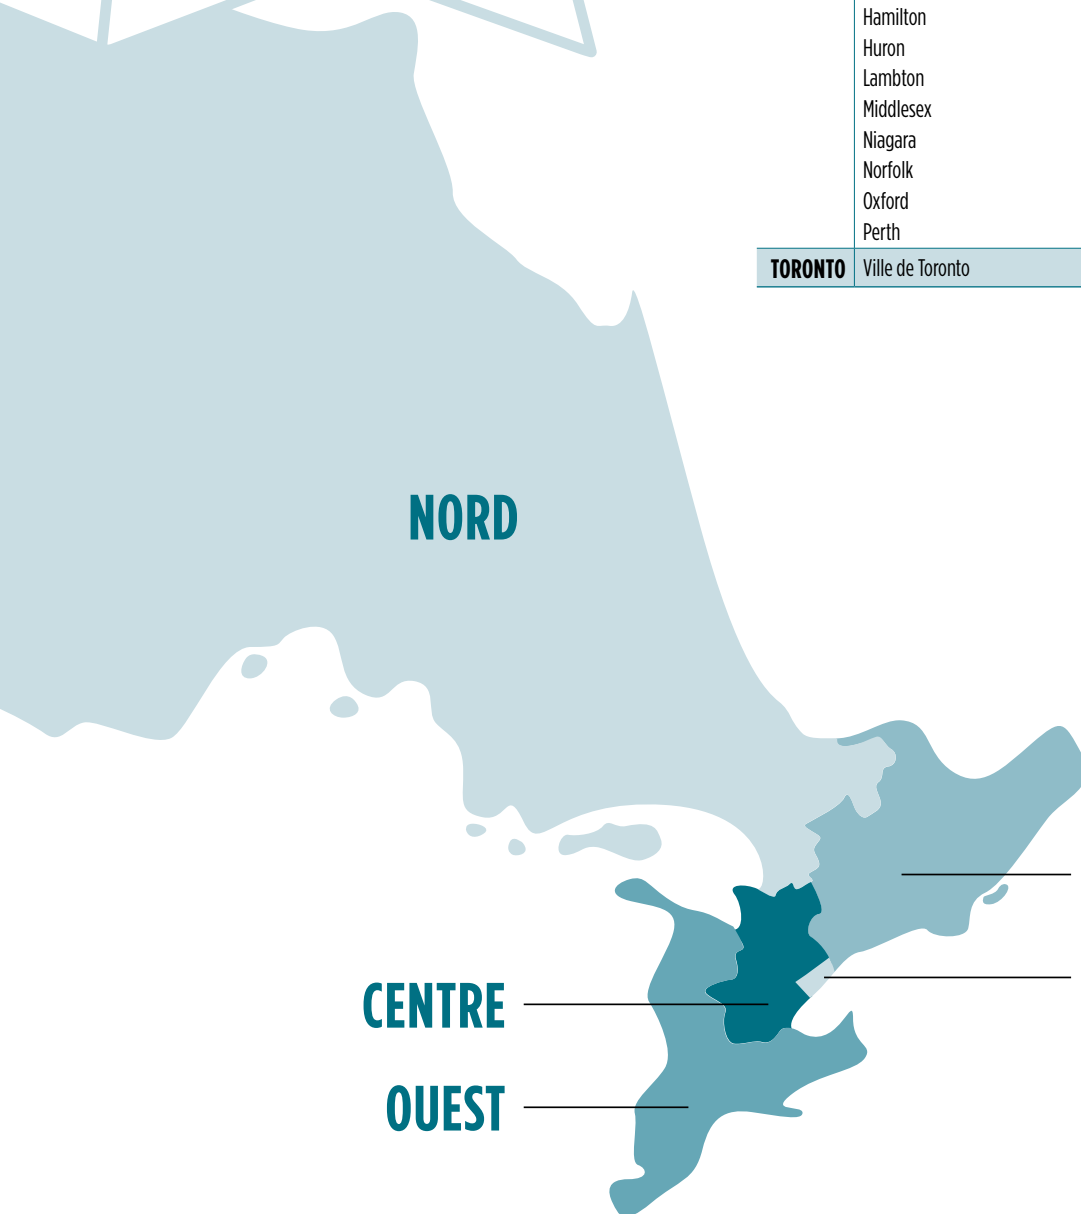 Hamilton
Huron
Lambton
Middlesex
Niagara
Norfolk
Oxford
Perth
TORONTO Ville de Toronto
NORD
CENTRE
OUEST